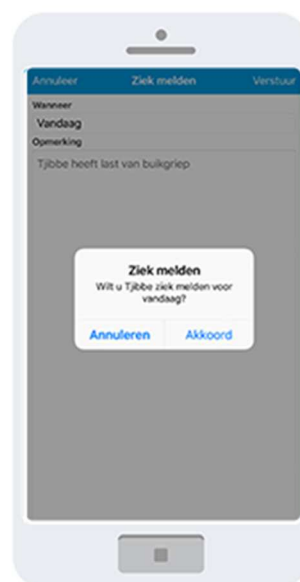 Annuleer Ziek melden Verstuur
Wanneer
Vandaag
Opmerking
Tjibbe heeft last van buikgriep
Ziek melden
Wilt u Tjibbe ziek melden voor
vandaag?
Annuleren Akkoord